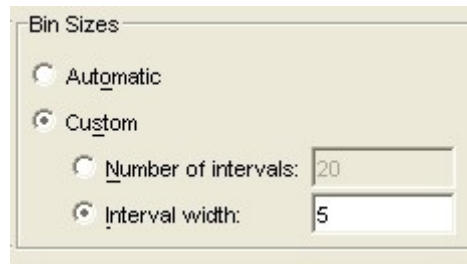 Bin Sizes
Automatic
Custom
Number of intervals: 20
Interval width: 5